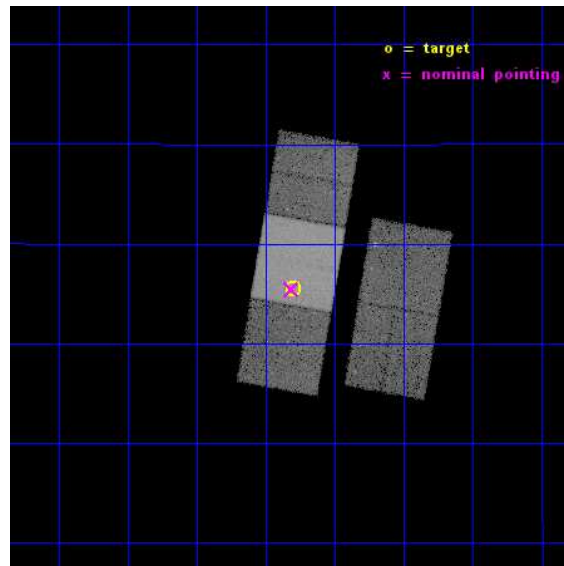 o = target
x = nominal pointing